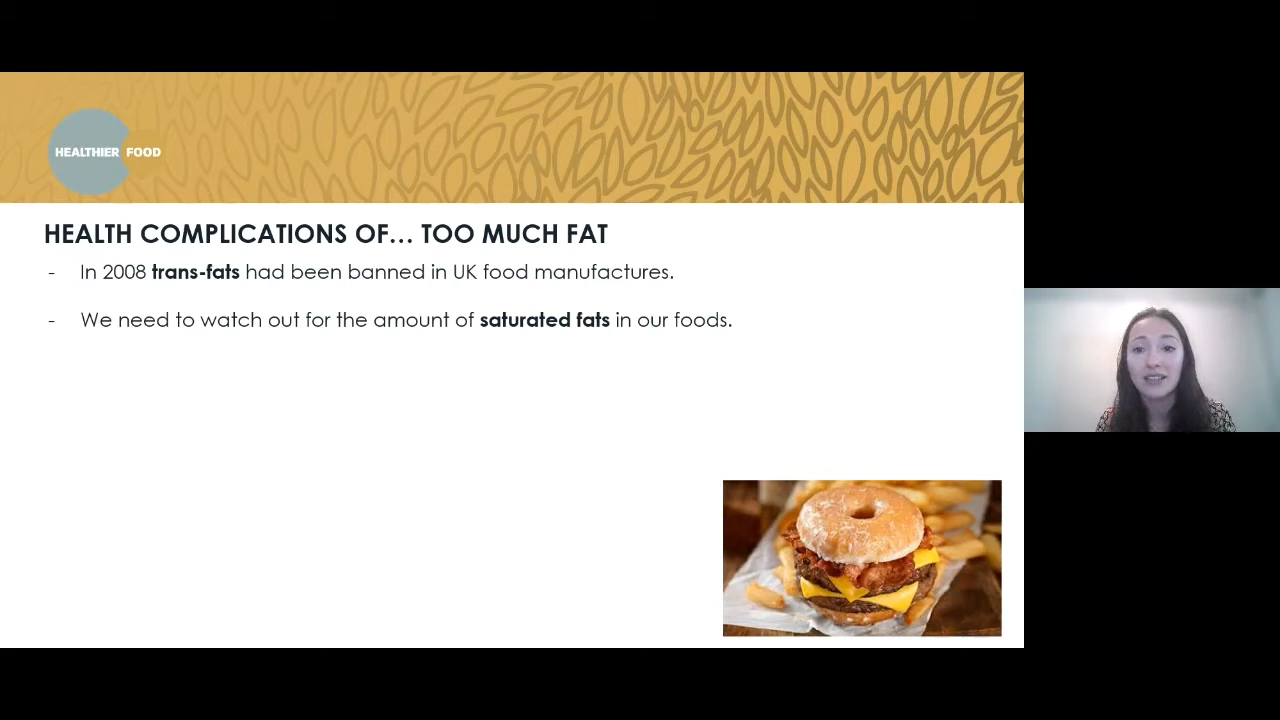 HEALTHIER FOOD
HEALTH COMPLICATIONS OF... TOO MUCH FAT
- In 2008 trans-fats had been banned in UK food manufactures.
- We need to watch out for the amount of saturated fats in our foods.